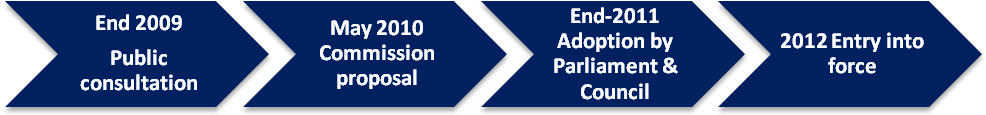 End 2009
Public
consultation
May 2010
Commission
proposal
End-2011
Adoption by
Parliament &
Council
2012 Entry into
force